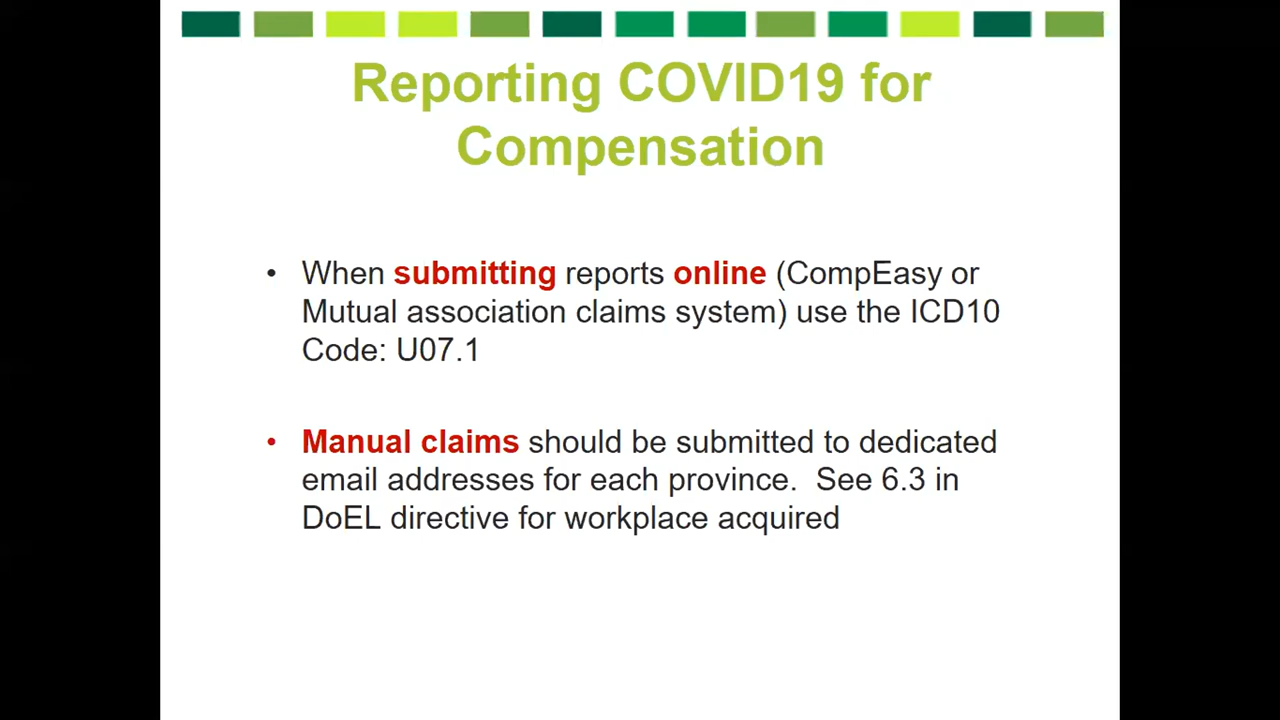 Reporting COVID19 for
Compensation
• When submitting reports online (CompEasy or
Mutual association claims system) use the ICD10
Code: U07.1
• Manual claims should be submitted to dedicated
email addresses for each province.  See 6.3 in
DoEL directive for workplace acquired